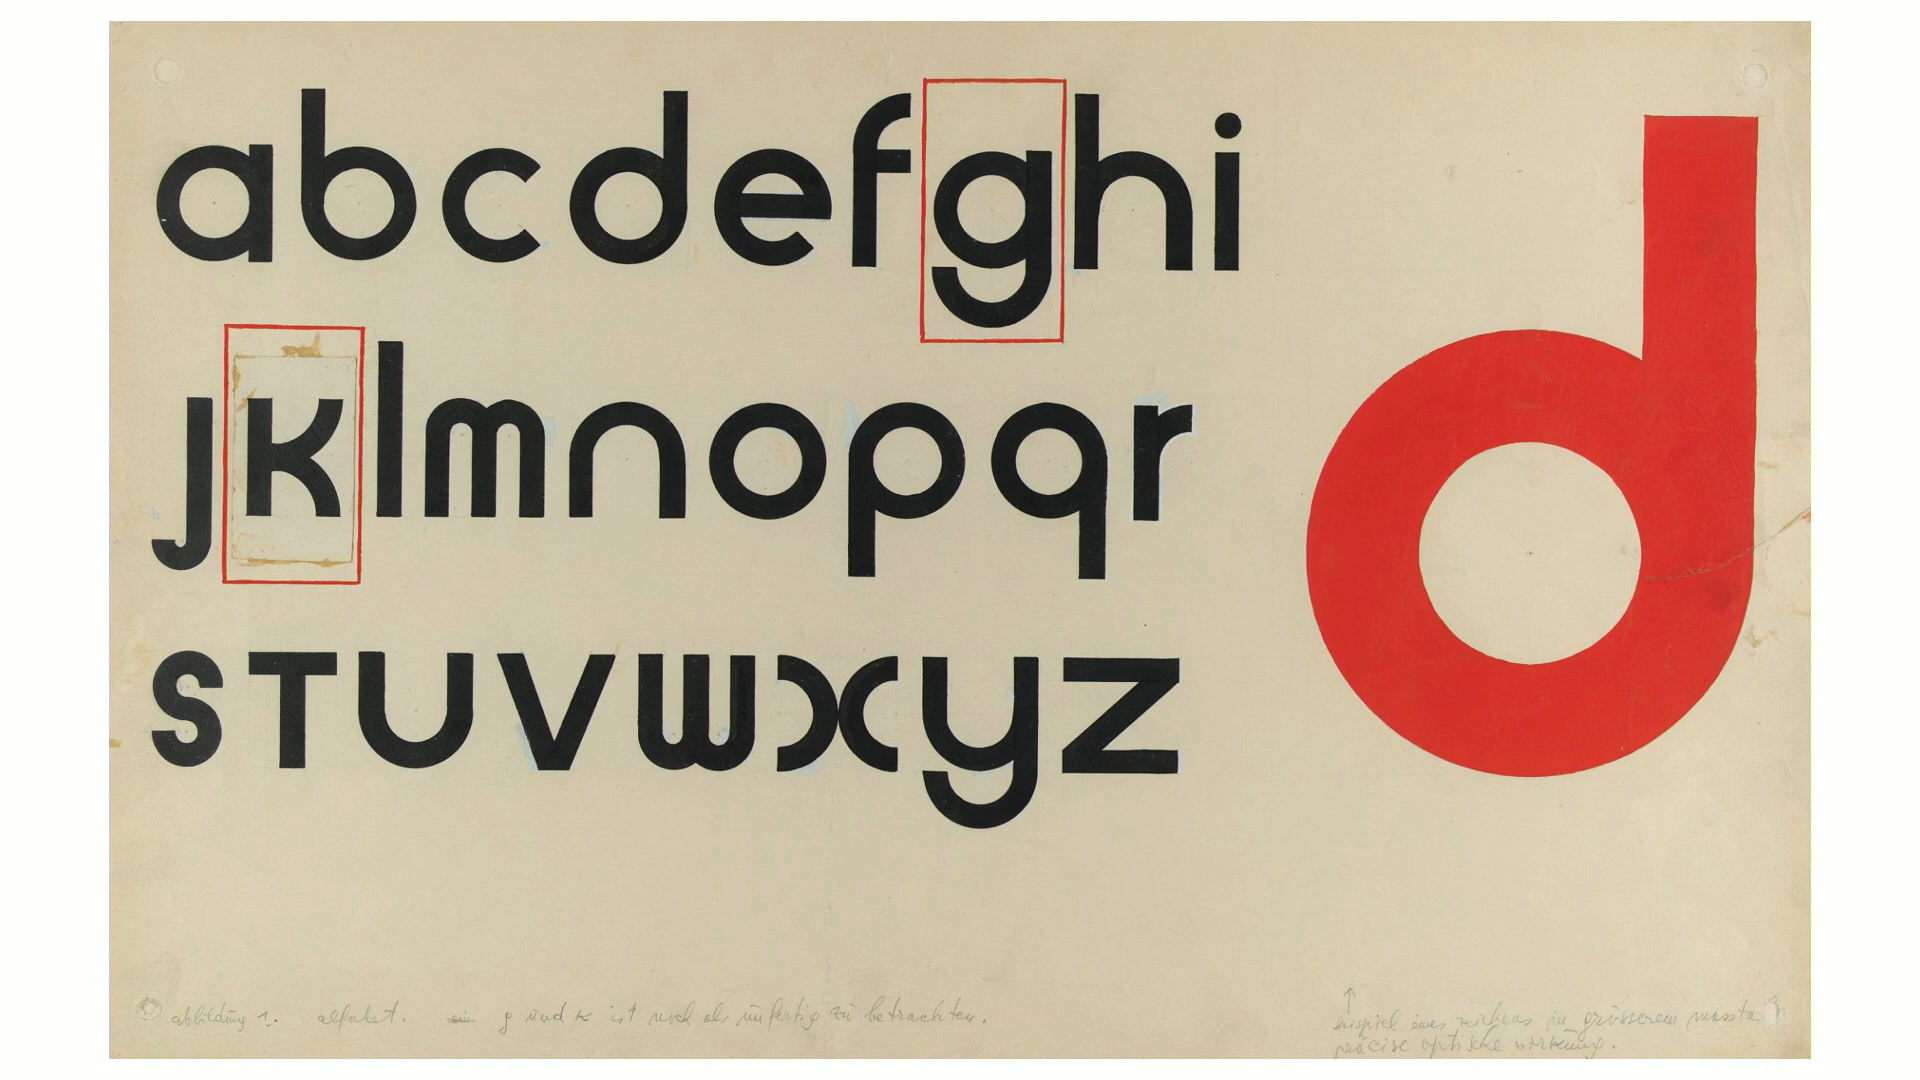 abcdefghi
jklmnopqr
stuvwxyz
d
abbildung 1. alfabet. g und k ist noch als unfertig zu betrachten.
beispiel eines zeichens in grösserem massta
präcise optische wirkung.